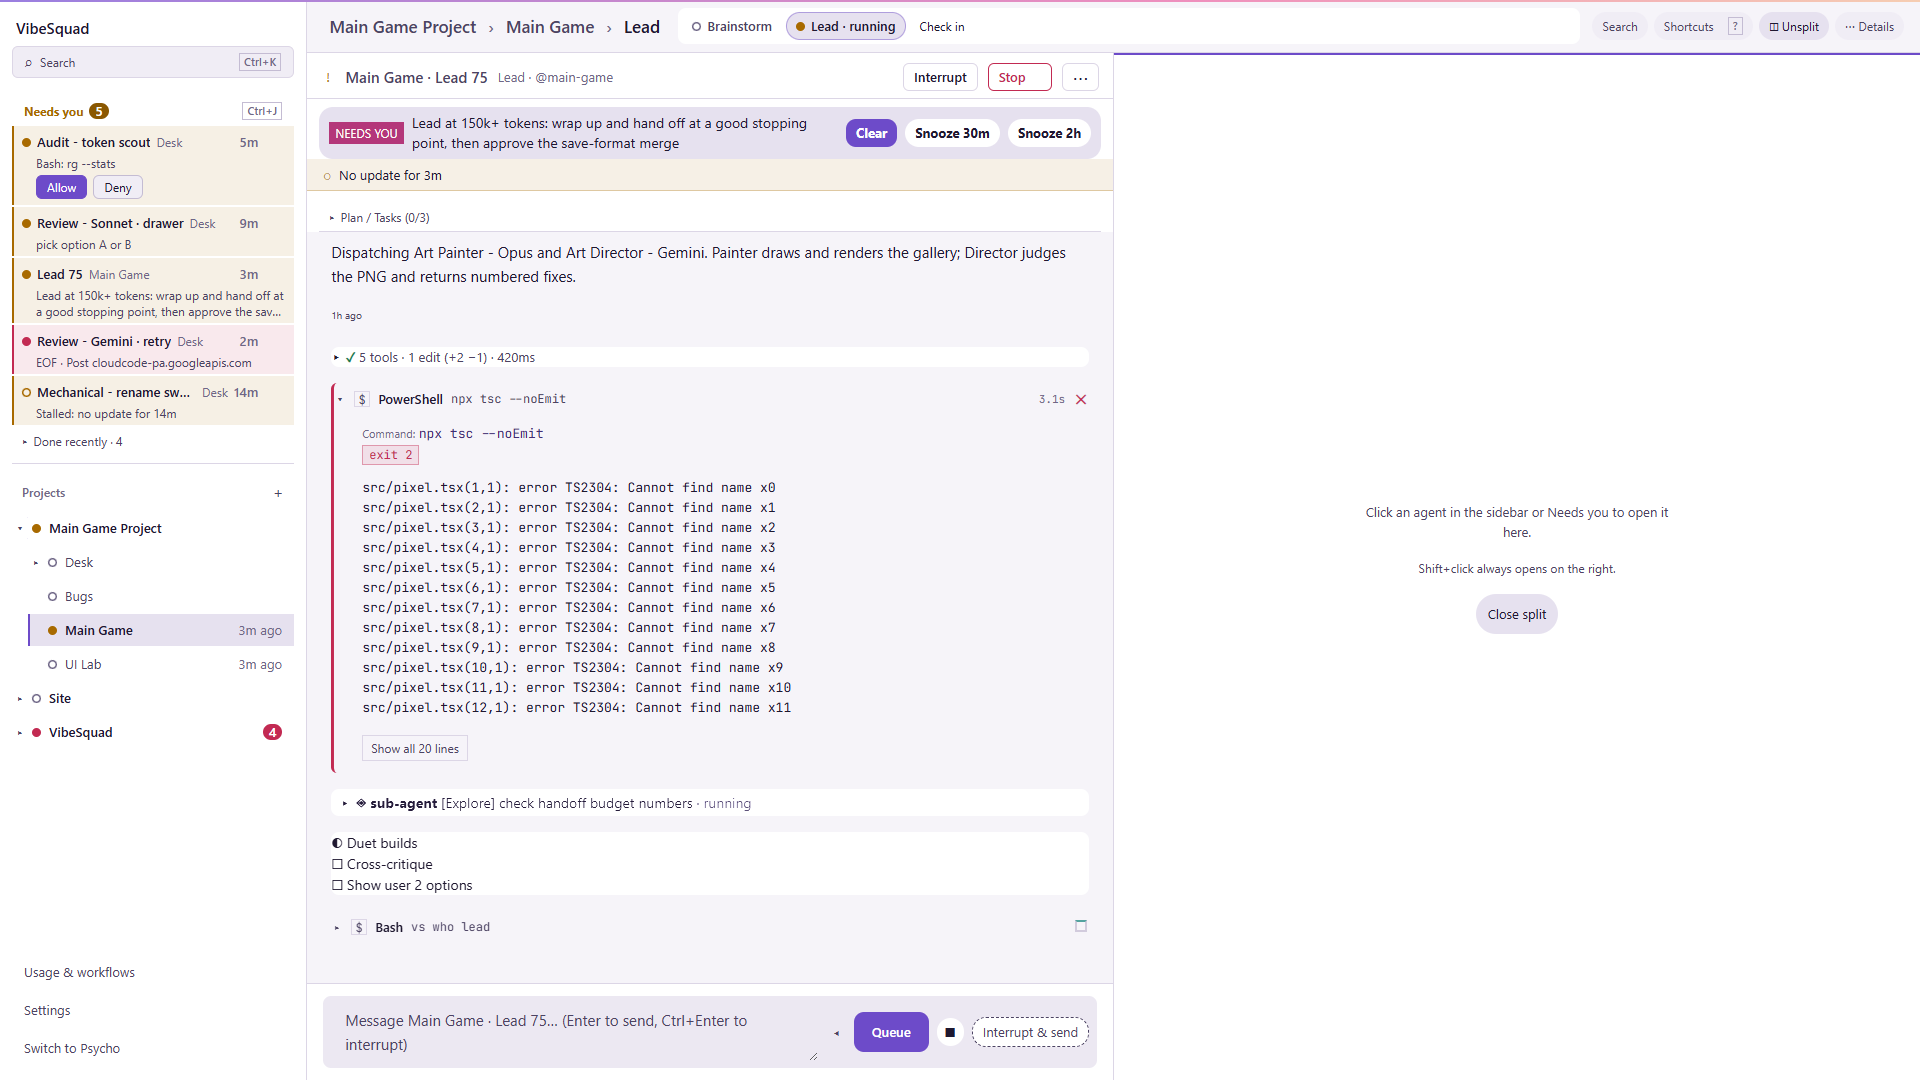 VibeSquad
Search Ctrl+K
Needs you 5 Ctrl+J
Audit - token scout Desk 5m
Bash: rg --stats
Allow Deny
Review - Sonnet · drawer Desk 9m
pick option A or B
Lead 75 Main Game 3m
Lead at 150k+ tokens: wrap up and hand off at
a good stopping point, then approve the sav...
Review - Gemini · retry Desk 2m
EOF · Post cloudcode-pa.googleapis.com
Mechanical - rename sw... Desk 14m
Stalled: no update for 14m
Done recently · 4
Projects +
Main Game Project
Desk
Bugs
Main Game 3m ago
UI Lab 3m ago
Site
VibeSquad 4
Usage & workflows
Settings
Switch to Psycho
Main Game Project › Main Game › Lead
Brainstorm
Lead · running
Check in
Search
Shortcuts ?
Unsplit
··· Details
! Main Game · Lead 75 Lead · @main-game
Interrupt
Stop
...
NEEDS YOU
Lead at 150k+ tokens: wrap up and hand off at a good stopping
point, then approve the save-format merge
Clear
Snooze 30m
Snooze 2h
No update for 3m
Plan / Tasks (0/3)
Dispatching Art Painter - Opus and Art Director - Gemini. Painter draws and renders the gallery; Director judges
the PNG and returns numbered fixes.
1h ago
✓ 5 tools · 1 edit (+2 −1) · 420ms
$ PowerShell npx tsc --noEmit 3.1s ✕
Command: npx tsc --noEmit
exit 2
src/pixel.tsx(1,1): error TS2304: Cannot find name x0
src/pixel.tsx(2,1): error TS2304: Cannot find name x1
src/pixel.tsx(3,1): error TS2304: Cannot find name x2
src/pixel.tsx(4,1): error TS2304: Cannot find name x3
src/pixel.tsx(5,1): error TS2304: Cannot find name x4
src/pixel.tsx(6,1): error TS2304: Cannot find name x5
src/pixel.tsx(7,1): error TS2304: Cannot find name x6
src/pixel.tsx(8,1): error TS2304: Cannot find name x7
src/pixel.tsx(9,1): error TS2304: Cannot find name x8
src/pixel.tsx(10,1): error TS2304: Cannot find name x9
src/pixel.tsx(11,1): error TS2304: Cannot find name x10
src/pixel.tsx(12,1): error TS2304: Cannot find name x11
Show all 20 lines
sub-agent [Explore] check handoff budget numbers · running
◐ Duet builds
☐ Cross-critique
☐ Show user 2 options
$ Bash vs who lead
Message Main Game · Lead 75... (Enter to send, Ctrl+Enter to
interrupt)
Queue
Interrupt & send
Click an agent in the sidebar or Needs you to open it
here.
Shift+click always opens on the right.
Close split